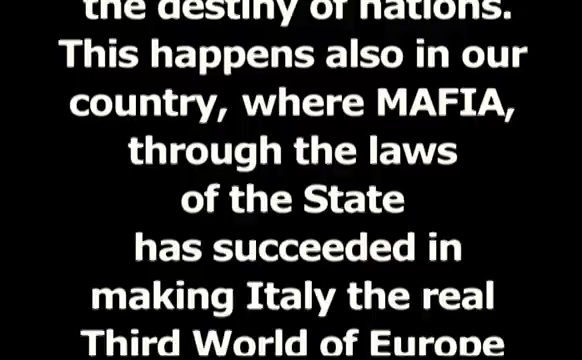 the destiny of nations.
This happens also in our
country, where MAFIA,
through the laws
of the State
has succeeded in
making Italy the real
Third World of Europe